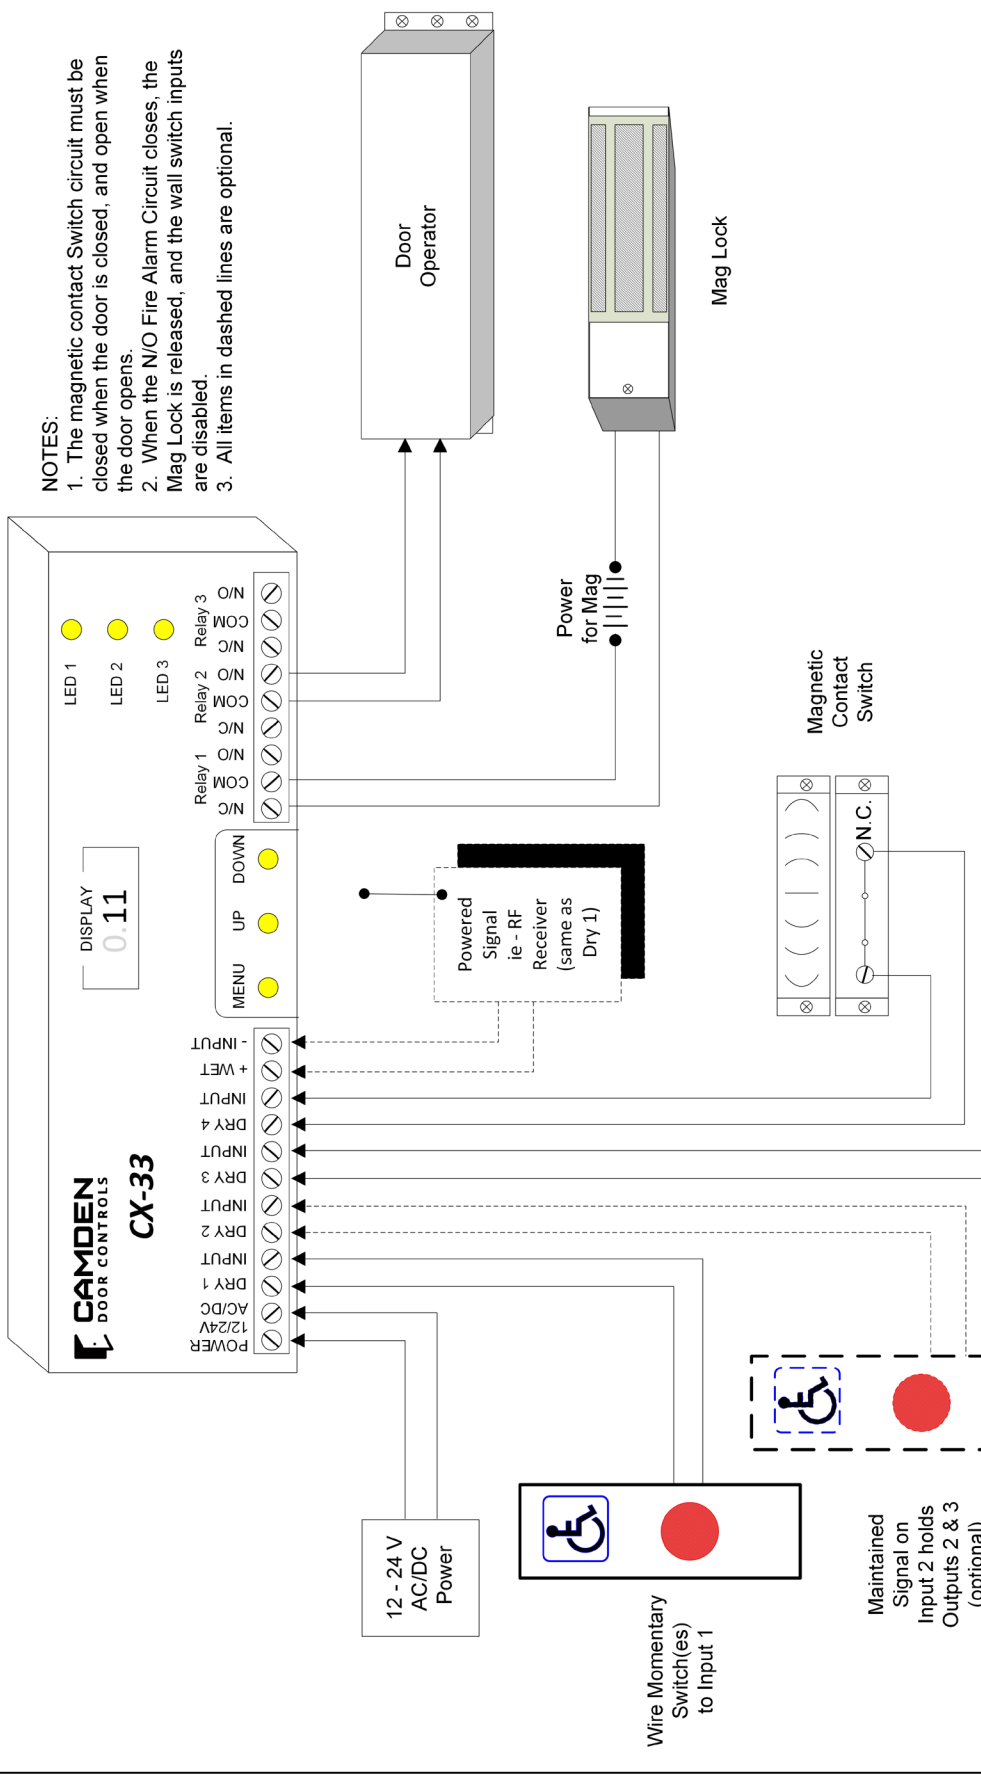 NOTES:
1. The magnetic contact Switch circuit must be
closed when the door is closed, and open when
the door opens.
2. When the N/O Fire Alarm Circuit closes, the
Mag Lock is released, and the wall switch inputs
are disabled.
3. All items in dashed lines are optional.
CAMDEN
DOOR CONTROLS
CX-33
DISPLAY
0.11
LED 1
LED 2
LED 3
MENU
UP
DOWN
POWER
12/24V
AC/DC
DRY 1
INPUT
DRY 2
INPUT
DRY 3
INPUT
DRY 4
INPUT
+ WET
- INPUT
Relay 1
N/C
COM
N/O
Relay 2
N/C
COM
N/O
Relay 3
N/C
COM
N/O
Door
Operator
Mag Lock
Power
for Mag
Powered
Signal
ie - RF
Receiver
(same as
Dry 1)
Magnetic
Contact
Switch
N.C.
12 - 24 V
AC/DC
Power
Wire Momentary
Switch(es)
to Input 1
Maintained
Signal on
Input 2 holds
Outputs 2 & 3
(optional)